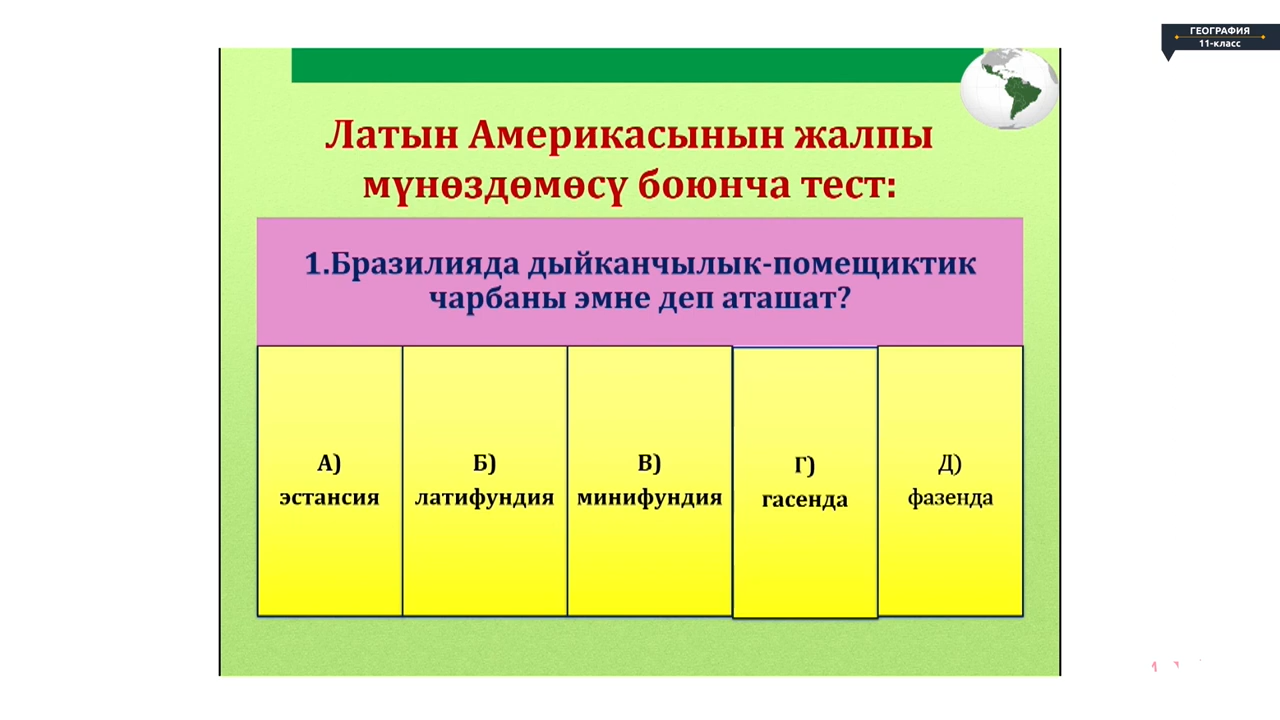 ГЕОГРАФИЯ
11-класс
Латын Америкасынын жалпы
мүнөздөмөсү боюнча тест:
1.Бразилияда дыйканчылык-помещиктик
чарбаны эмне деп аташат?
А)
эстансия
Б)
латифундия
В)
минифундия
Г)
гасенда
Д)
фазенда